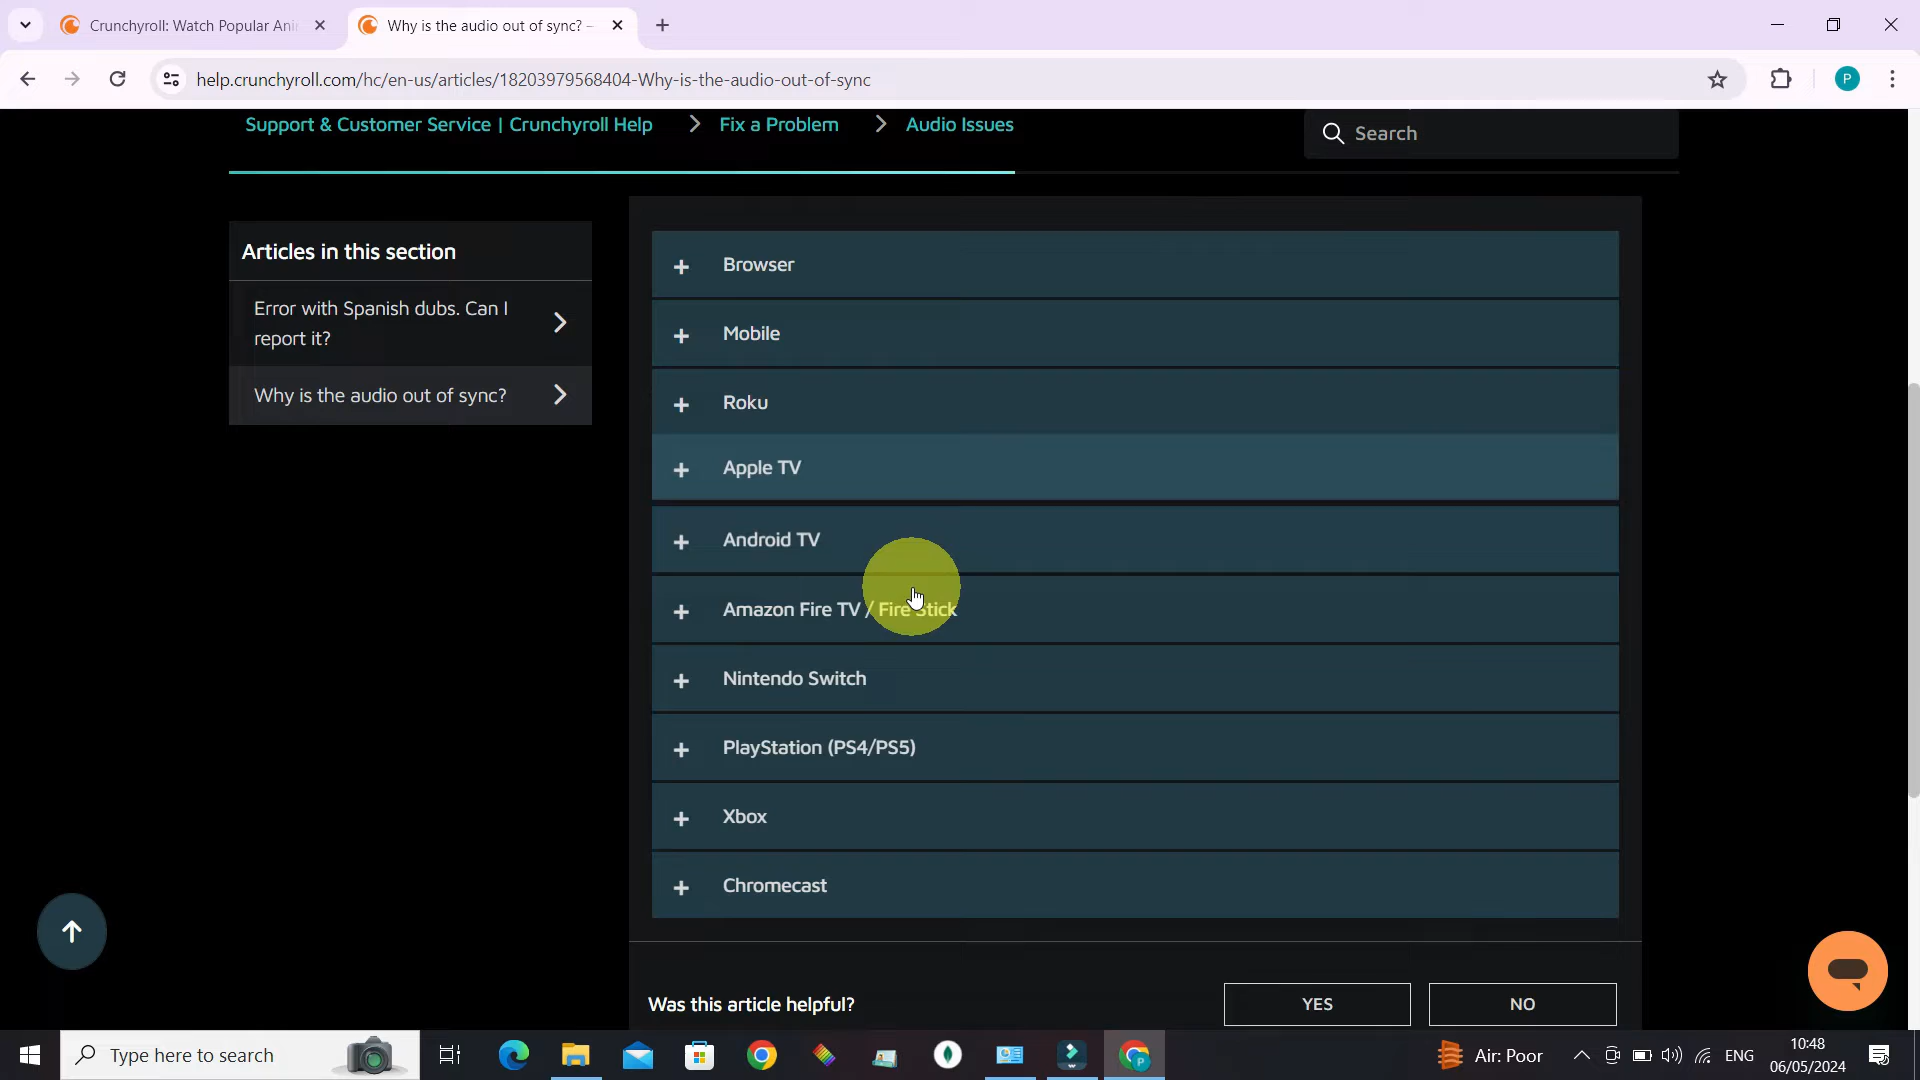 Crunchyroll: Watch Popular Ani
Why is the audio out of sync? –
help.crunchyroll.com/hc/en-us/articles/18203979568404-Why-is-the-audio-out-of-sync
P
Support & Customer Service | Crunchyroll Help
Fix a Problem
Audio Issues
Search
Articles in this section
Error with Spanish dubs. Can I
report it?
Why is the audio out of sync?
Browser
Mobile
Roku
Apple TV
Android TV
Amazon Fire TV / Fire Stick
Nintendo Switch
PlayStation (PS4/PS5)
Xbox
Chromecast
Was this article helpful?
YES
NO
Type here to search
Air: Poor
ENG
10:48
06/05/2024